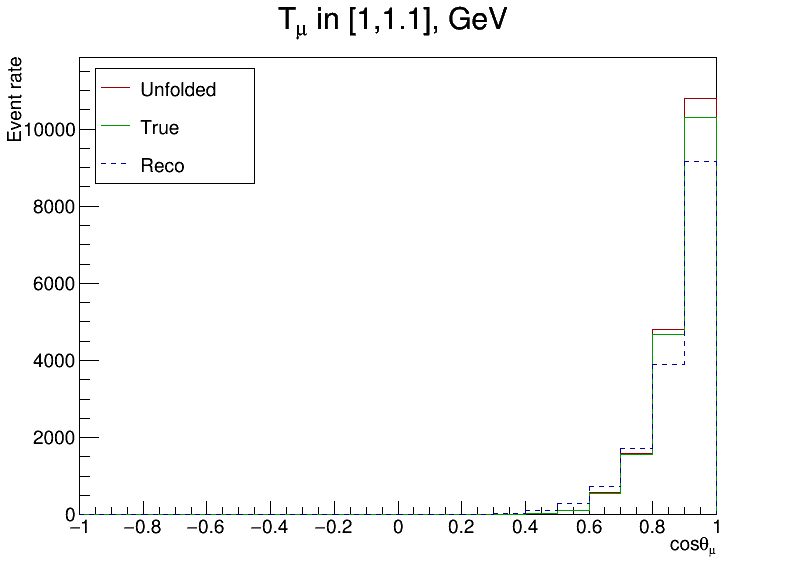 T_μ in [1,1.1], GeV
Event rate
Unfolded
True
Reco
10000
8000
6000
4000
2000
0
−1 −0.8 −0.6 −0.4 −0.2 0 0.2 0.4 0.6 0.8 1
cosθ_μ